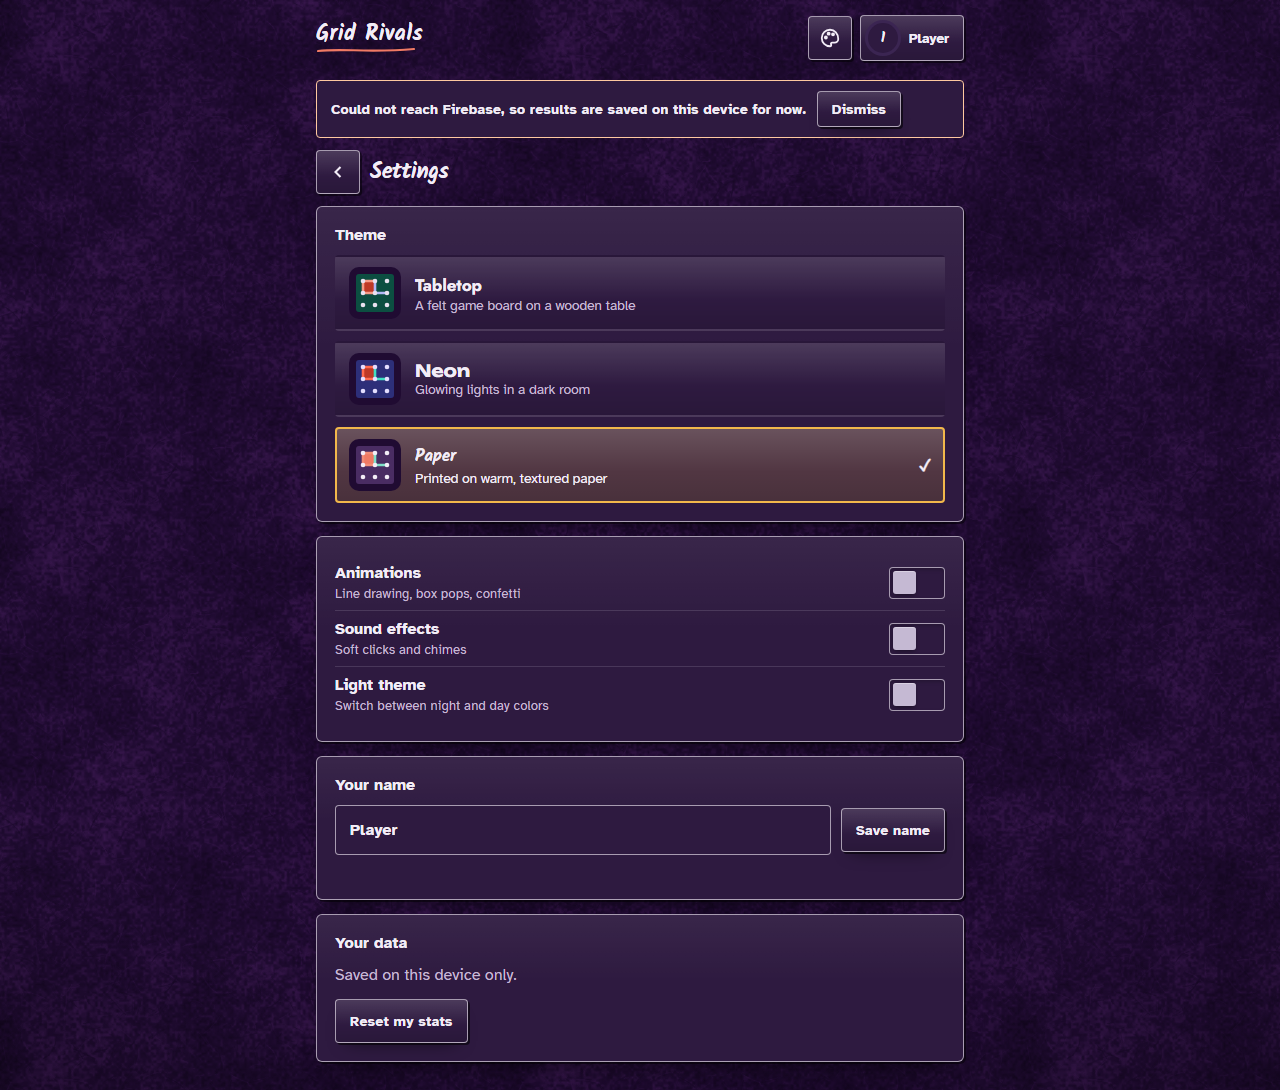 Grid Rivals
Player
Could not reach Firebase, so results are saved on this device for now.
Dismiss
Settings
Theme
Tabletop
A felt game board on a wooden table
Neon
Glowing lights in a dark room
Paper
Printed on warm, textured paper
Animations
Line drawing, box pops, confetti
Sound effects
Soft clicks and chimes
Light theme
Switch between night and day colors
Your name
Player
Save name
Your data
Saved on this device only.
Reset my stats